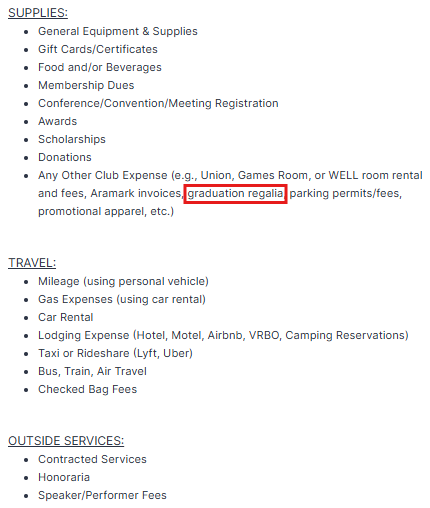 SUPPLIES:
• General Equipment & Supplies
• Gift Cards/Certificates
• Food and/or Beverages
• Membership Dues
• Conference/Convention/Meeting Registration
• Awards
• Scholarships
• Donations
• Any Other Club Expense (e.g., Union, Games Room, or WELL room rental
and fees, Aramark invoices, graduation regalia, parking permits/fees,
promotional apparel, etc.)
TRAVEL:
• Mileage (using personal vehicle)
• Gas Expenses (using car rental)
• Car Rental
• Lodging Expense (Hotel, Motel, Airbnb, VRBO, Camping Reservations)
• Taxi or Rideshare (Lyft, Uber)
• Bus, Train, Air Travel
• Checked Bag Fees
OUTSIDE SERVICES:
• Contracted Services
• Honoraria
• Speaker/Performer Fees